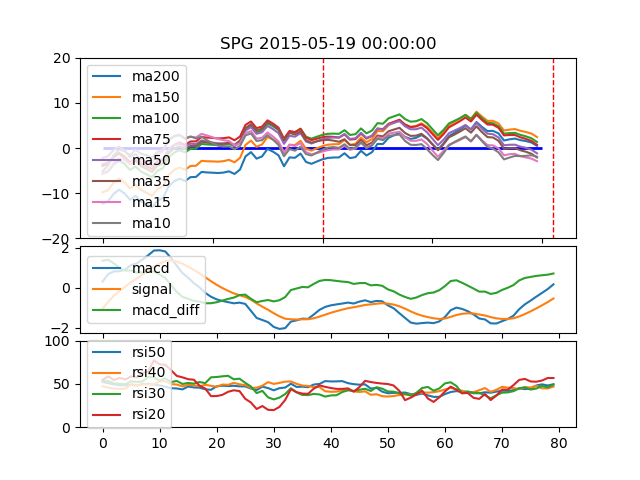 SPG 2015-05-19 00:00:00
20
10
0
−10
−20
ma200
ma150
ma100
ma75
ma50
ma35
ma15
ma10
2
0
−2
macd
signal
macd_diff
100
50
0
rsi50
rsi40
rsi30
rsi20
0 10 20 30 40 50 60 70 80